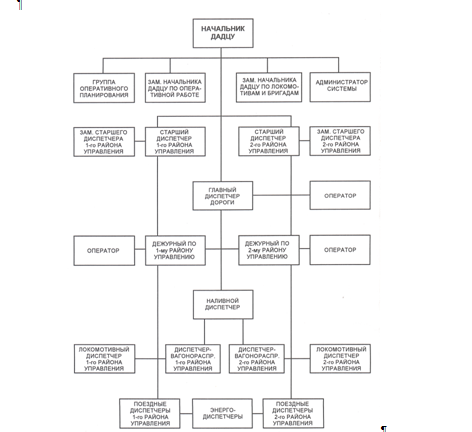 ¶
НАЧАЛЬНИК
ДАДЦУ
ГРУППА
ОПЕРАТИВНОГО
ПЛАНИРОВАНИЯ
ЗАМ. НАЧАЛЬНИКА
ДАДЦУ ПО ОПЕРА-
ТИВНОЙ РАБОТЕ
ЗАМ. НАЧАЛЬНИКА
ДАДЦУ ПО ЛОКОМО-
ТИВАМ И БРИГАДАМ
АДМИНИСТРАТОР
СИСТЕМЫ
ЗАМ. СТАРШЕГО
ДИСПЕТЧЕРА
1-го РАЙОНА
УПРАВЛЕНИЯ
СТАРШИЙ
ДИСПЕТЧЕР
1-го РАЙОНА
УПРАВЛЕНИЯ
СТАРШИЙ
ДИСПЕТЧЕР
2-го РАЙОНА
УПРАВЛЕНИЯ
ЗАМ. СТАРШЕГО
ДИСПЕТЧЕРА
2-го РАЙОНА
УПРАВЛЕНИЯ
ГЛАВНЫЙ
ДИСПЕТЧЕР
ДОРОГИ
ОПЕРАТОР
ОПЕРАТОР
ДЕЖУРНЫЙ ПО
1-му РАЙОНУ
УПРАВЛЕНИЮ
ДЕЖУРНЫЙ ПО
2-му РАЙОНУ
УПРАВЛЕНИЮ
ОПЕРАТОР
НАЛИВНОЙ
ДИСПЕТЧЕР
ЛОКОМОТИВНЫЙ
ДИСПЕТЧЕР
1-го РАЙОНА
УПРАВЛЕНИЯ
ДИСПЕТЧЕР-
ВАГОНОРАСПР.
1-го РАЙОНА
УПРАВЛЕНИЯ
ДИСПЕТЧЕР-
ВАГОНОРАСПР.
2-го РАЙОНА
УПРАВЛЕНИЯ
ЛОКОМОТИВНЫЙ
ДИСПЕТЧЕР
2-го РАЙОНА
УПРАВЛЕНИЯ
ПОЕЗДНЫЕ
ДИСПЕТЧЕРЫ
1-го РАЙОНА
УПРАВЛЕНИЯ
ЭНЕРГО-
ДИСПЕТЧЕРЫ
ПОЕЗДНЫЕ
ДИСПЕТЧЕРЫ
2-го РАЙОНА
УПРАВЛЕНИЯ
¶